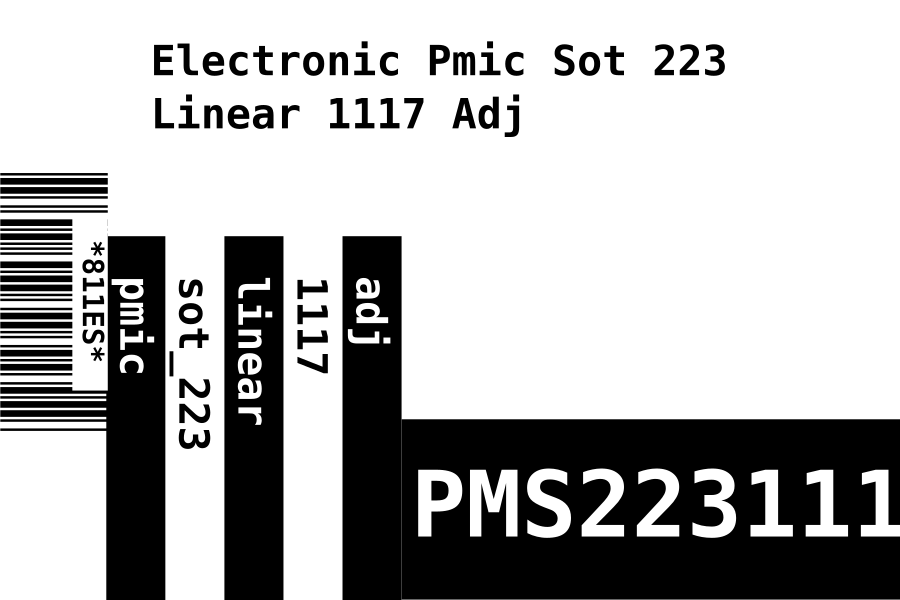 Electronic Pmic Sot 223
Linear 1117 Adj
*811ES*
pmic
sot_223
linear
1117
adj
PMS223111